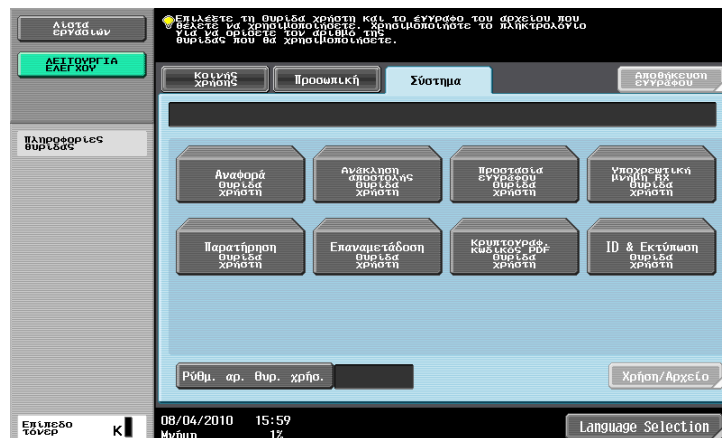 Λίστα
εργασιών
Επιλέξτε τη Θυρίδα χρήστη και το έγγραφο του αρχείου που
θέλετε να χρησιμοποιήσετε. Χρησιμοποιήστε το πληκτρολόγιο
για να ορίσετε τον αριθμό της
θυρίδας που θα χρησιμοποιήσετε.
ΛΕΙΤΟΥΡΓΙΑ
ΕΛΕΓΧΟΥ
Κοινής
χρήσης
Προσωπική
Σύστημα
Αποθήκευση
εγγράφου
Πληροφορίες
θυρίδας
Αναφορά
Θυρίδα
χρήστη
Ανάκληση
αποστολής
Θυρίδα
χρήστη
Προστασία
εγγράφου
Θυρίδα
χρήστη
Υποχρεωτική
μνήμη RX
Θυρίδα
χρήστη
Παρατήρηση
Θυρίδα
χρήστη
Επαναμετάδοση
Θυρίδα
χρήστη
Κρυπτογράφ.
Κωδικός PDF
Θυρίδα
χρήστη
ID & Εκτύπωση
Θυρίδα
χρήστη
Ρύθμ. αρ. Θυρ. χρήσ.
Χρήση/Αρχείο
Επίπεδο
τόνερ
K
08/04/2010 15:59
Μνήμη 1%
Language Selection